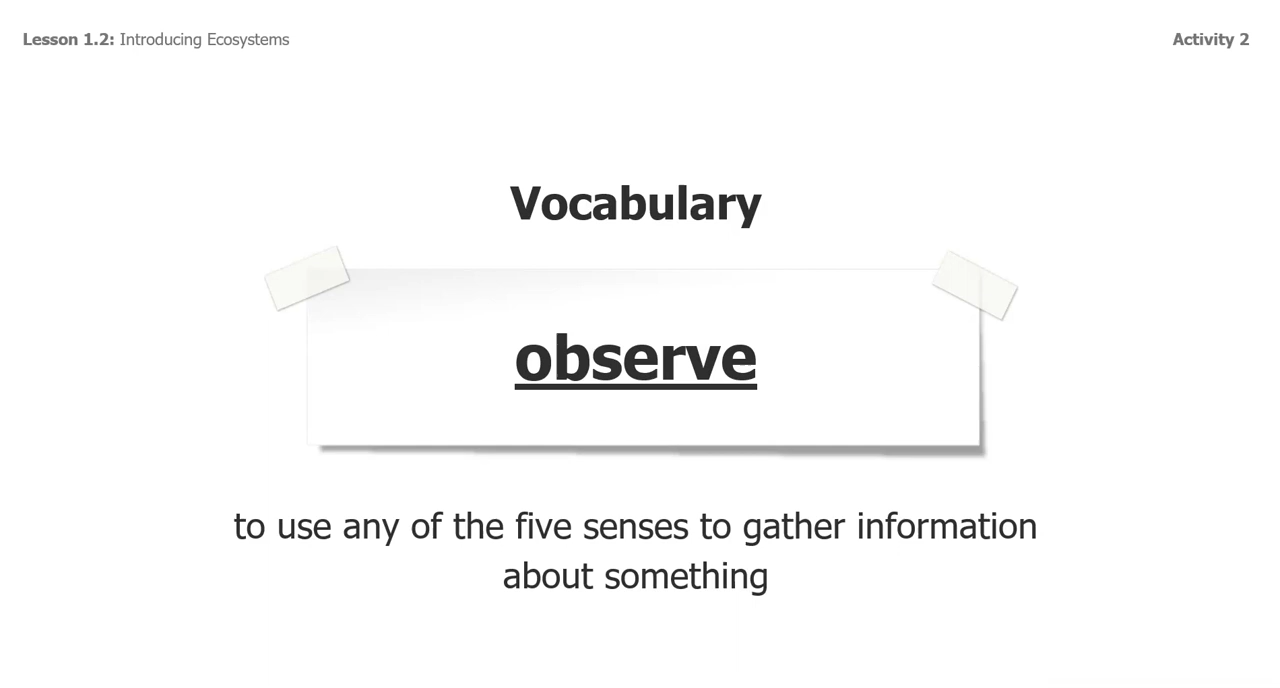 Lesson 1.2: Introducing Ecosystems
Activity 2
Vocabulary
observe
to use any of the five senses to gather information
about something